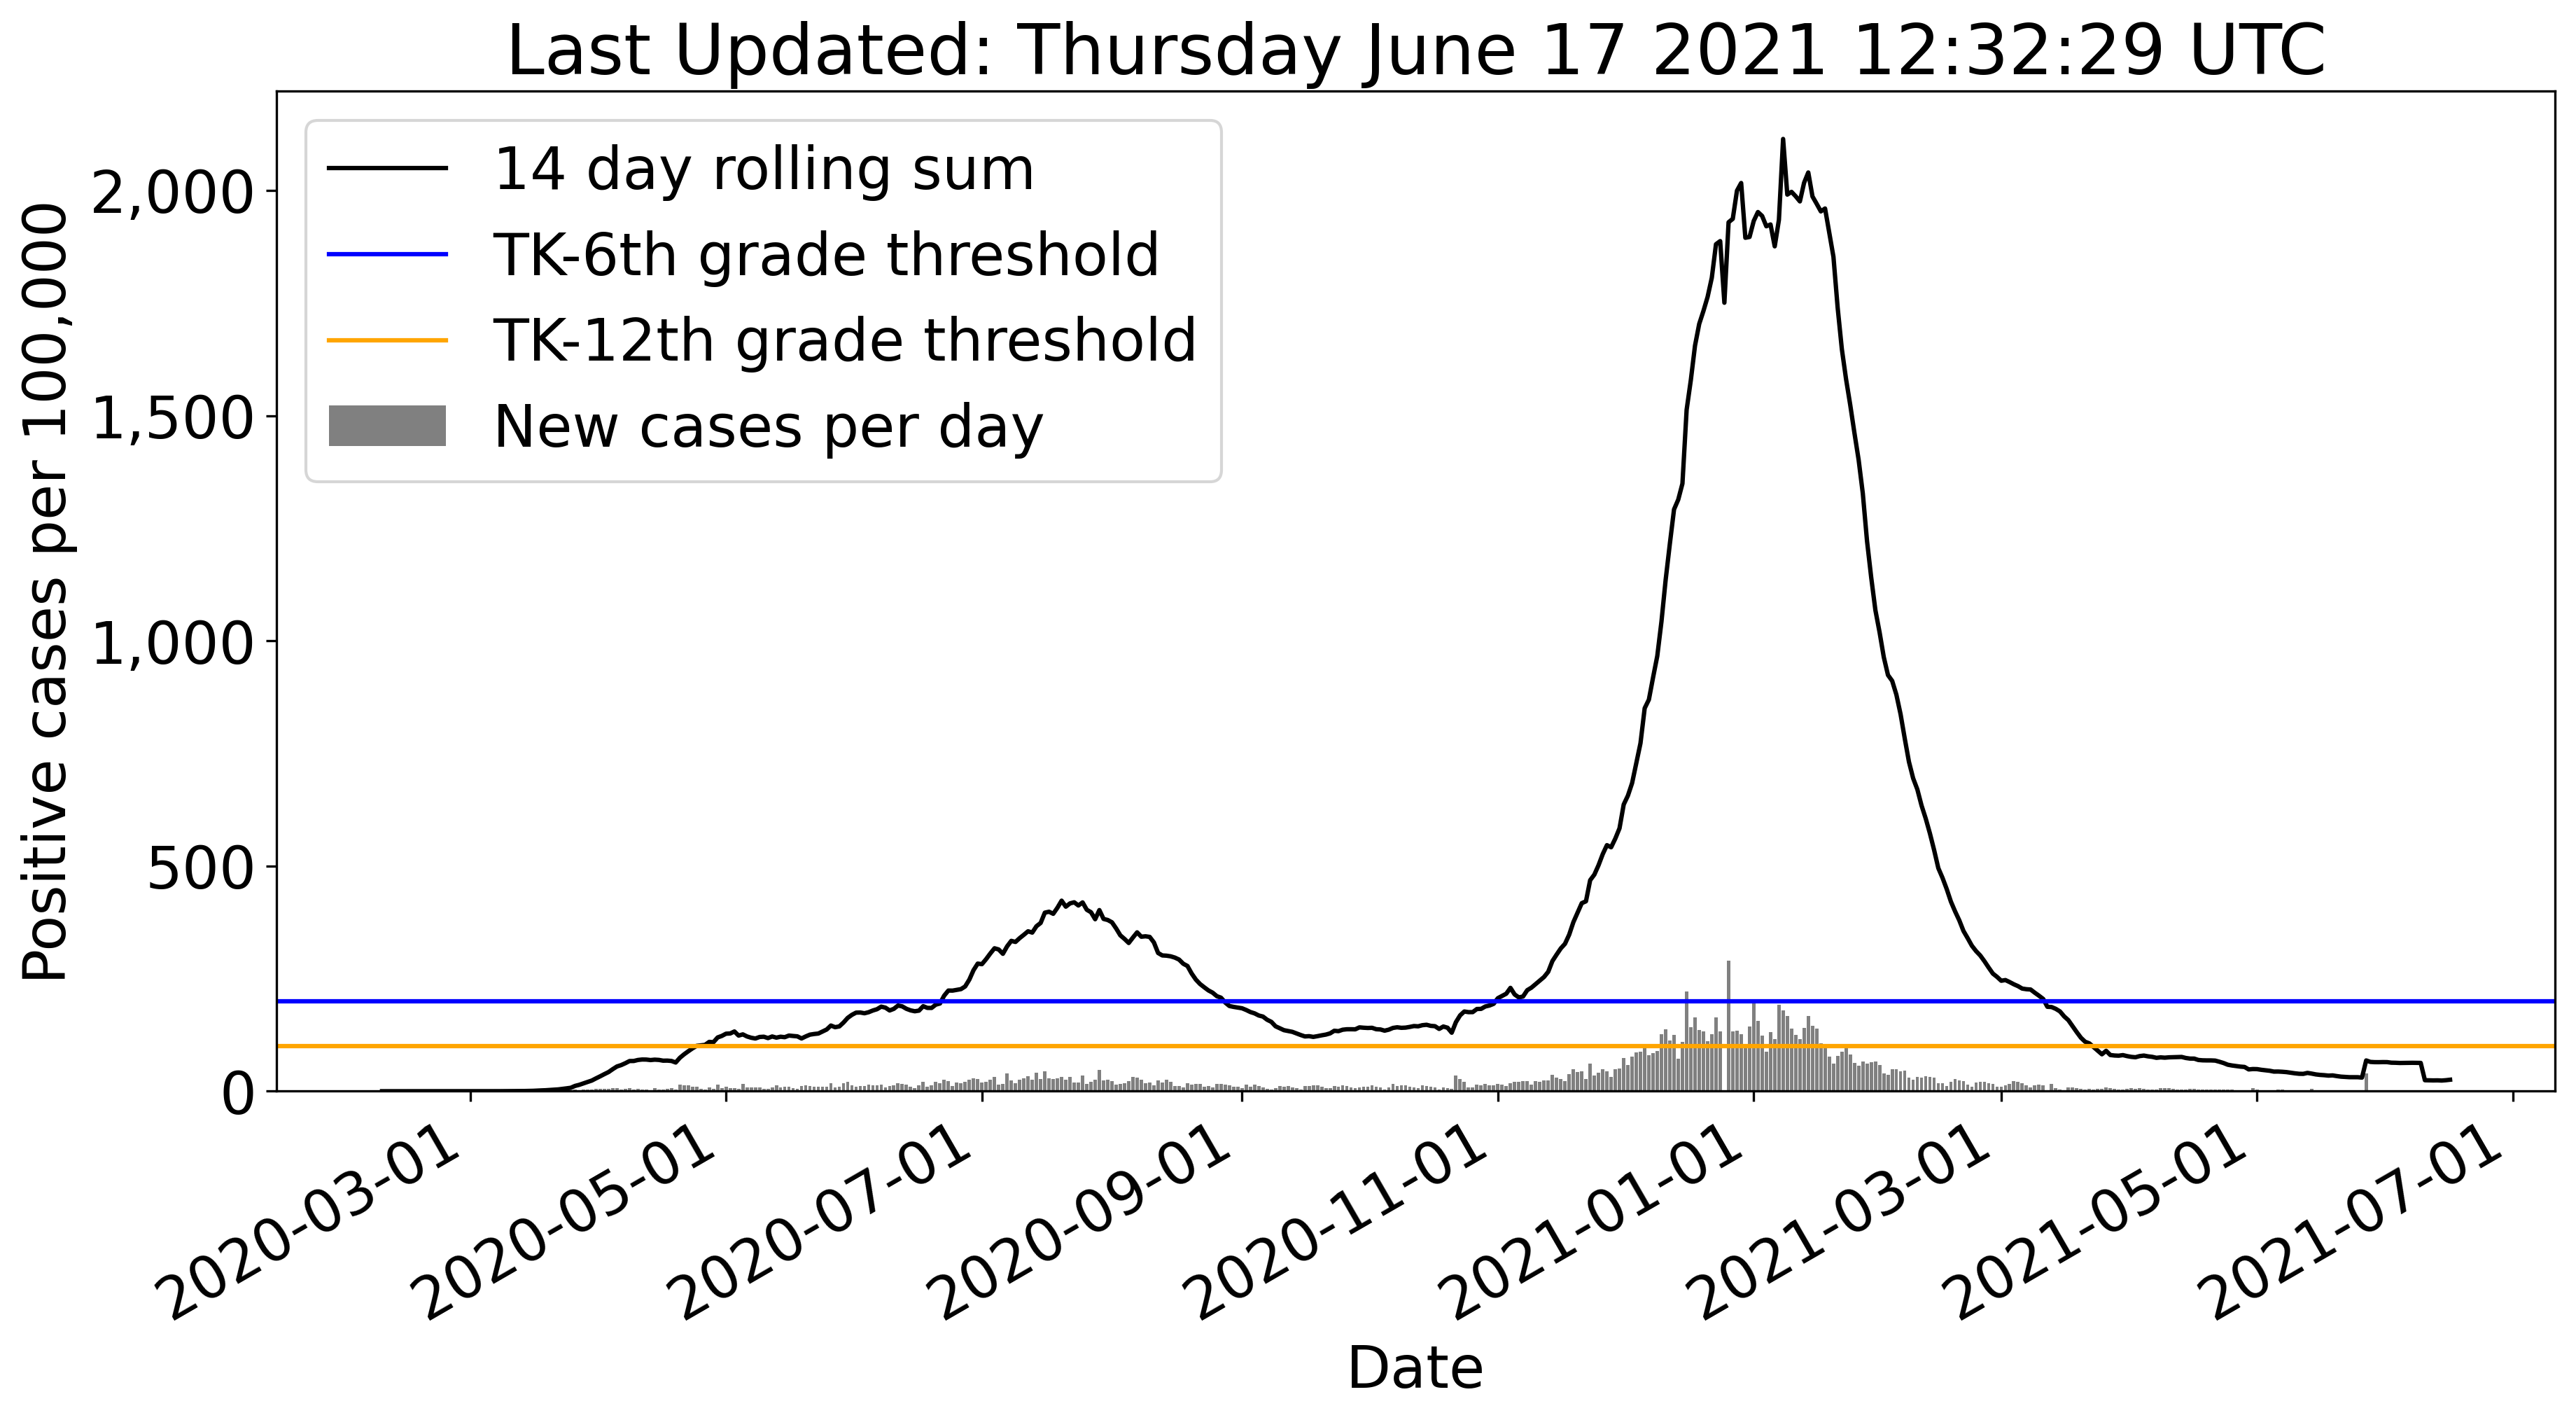 Last Updated: Thursday June 17 2021 12:32:29 UTC
14 day rolling sum
TK-6th grade threshold
TK-12th grade threshold
New cases per day
Positive cases per 100,000
2,000
1,500
1,000
500
0
2020-03-01
2020-05-01
2020-07-01
2020-09-01
2020-11-01
2021-01-01
2021-03-01
2021-05-01
2021-07-01
Date